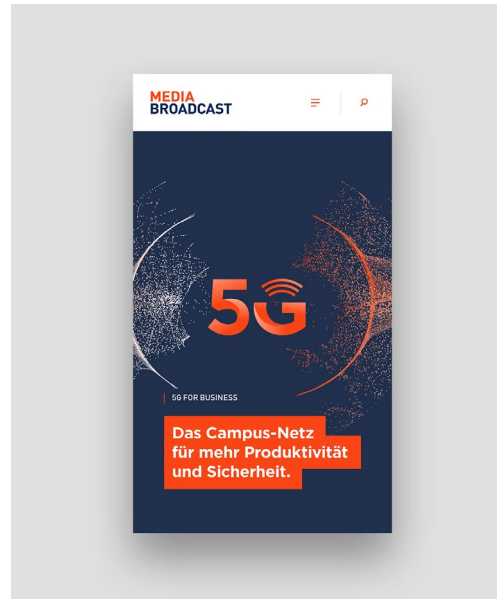 MEDIA
BROADCAST
5G
5G FOR BUSINESS
Das Campus-Netz
für mehr Produktivität
und Sicherheit.